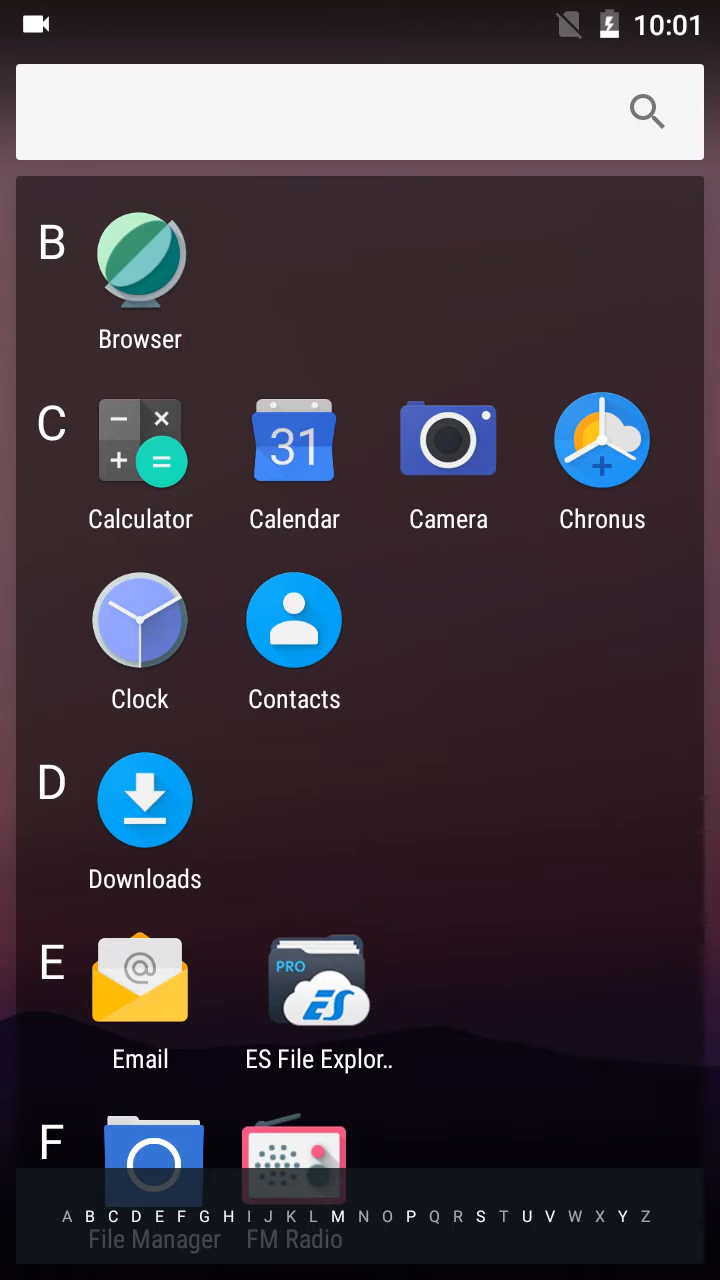 10:01
B
Browser
C
31
Calculator Calendar Camera Chronus
Clock Contacts
D
Downloads
E
@ PRO ES
Email ES File Explor..
F
A B C D E F G H I J K L M N O P Q R S T U V W X Y Z
File Manager FM Radio